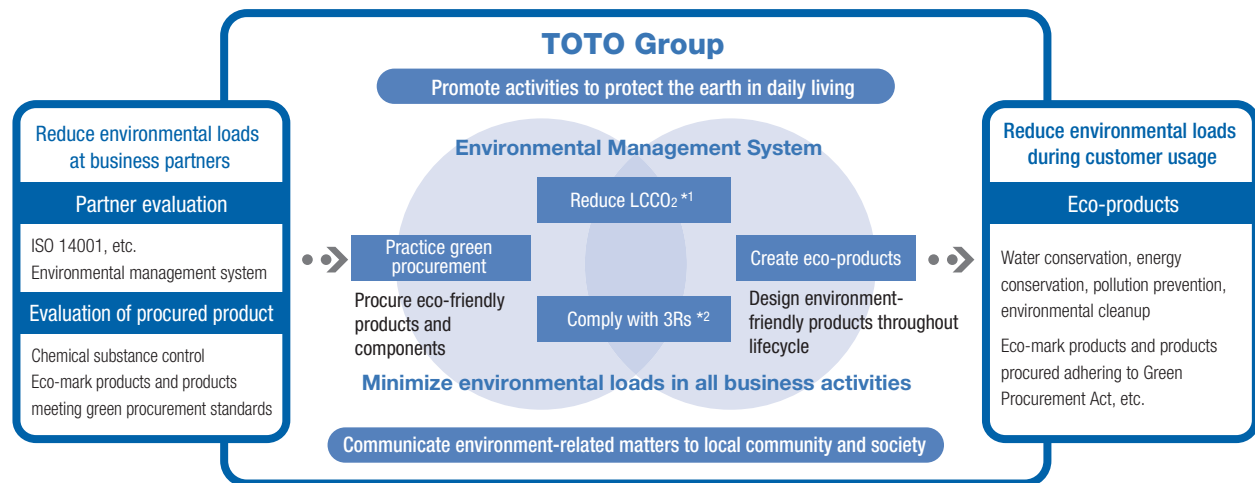 TOTO Group
Promote activities to protect the earth in daily living
Reduce environmental loads
at business partners
Partner evaluation
ISO 14001, etc.
Environmental management system
Evaluation of procured product
Chemical substance control
Eco-mark products and products
meeting green procurement standards
Environmental Management System
Reduce LCCO₂ *1
Practice green
procurement
Procure eco-friendly
products and
components
Comply with 3Rs *2
Create eco-products
Design environment-
friendly products throughout
lifecycle
Minimize environmental loads in all business activities
Communicate environment-related matters to local community and society
Reduce environmental loads
during customer usage
Eco-products
Water conservation, energy
conservation, pollution prevention,
environmental cleanup
Eco-mark products and products
procured adhering to Green
Procurement Act, etc.